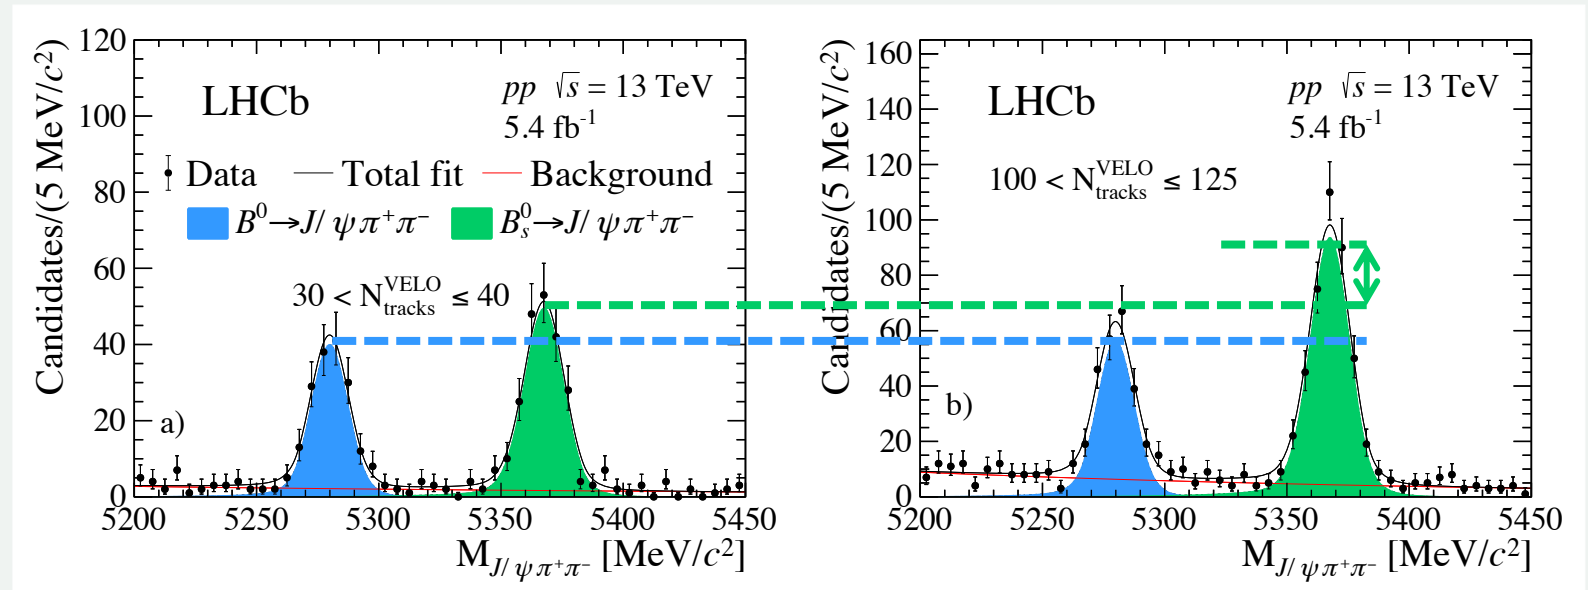 120
100
80
60
40
20
0
Candidates/(5 MeV/c²)
LHCb
pp √s = 13 TeV
5.4 fb⁻¹
Data Total fit Background
B⁰→J/ψπ⁺π⁻ Bₛ⁰→J/ψπ⁺π⁻
30 < N^VELO_tracks ≤ 40
a)
5200 5250 5300 5350 5400 5450
M_J/ψπ⁺π⁻ [MeV/c²]
160
140
120
100
80
60
40
20
0
Candidates/(5 MeV/c²)
LHCb
pp √s = 13 TeV
5.4 fb⁻¹
100 < N^VELO_tracks ≤ 125
b)
5200 5250 5300 5350 5400 5450
M_J/ψπ⁺π⁻ [MeV/c²]